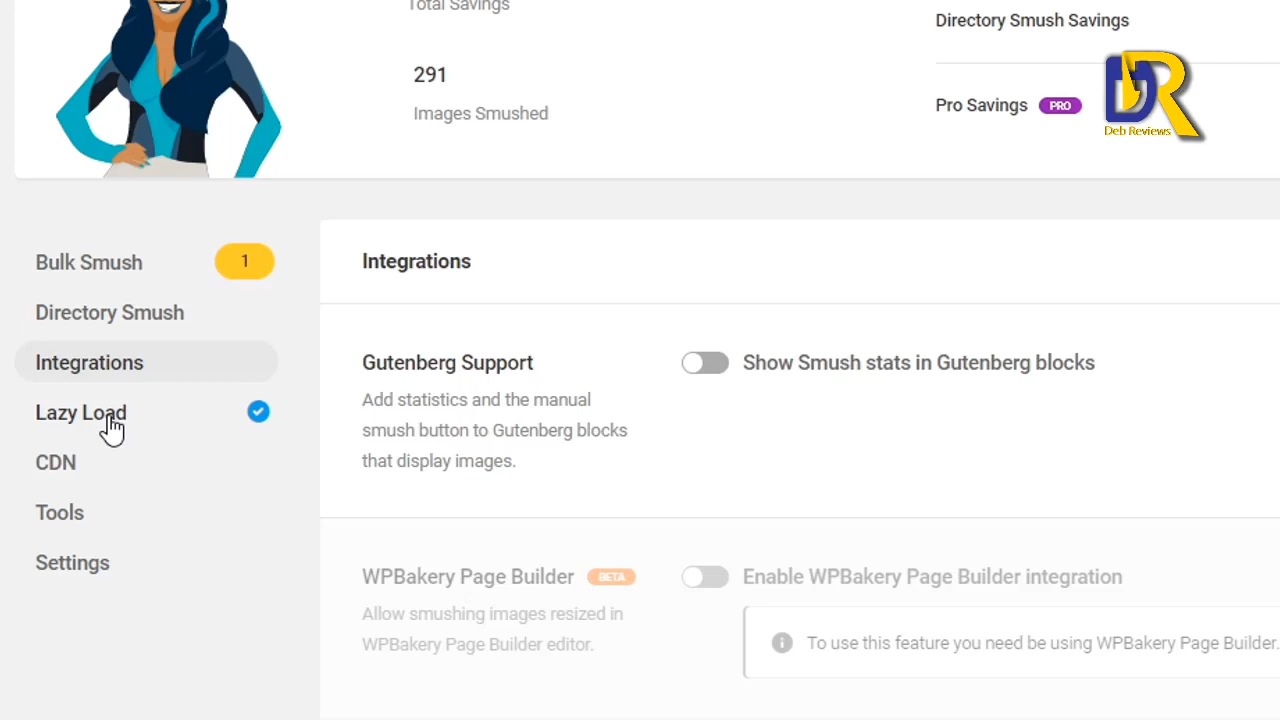 Total Savings
291
Images Smushed
Directory Smush Savings
Pro Savings PRO
Deb Reviews
Bulk Smush 1
Directory Smush
Integrations
Lazy Load
CDN
Tools
Settings
Integrations
Gutenberg Support
Add statistics and the manual
smush button to Gutenberg blocks
that display images.
Show Smush stats in Gutenberg blocks
WPBakery Page Builder BETA
Allow smushing images resized in
WPBakery Page Builder editor.
Enable WPBakery Page Builder integration
To use this feature you need be using WPBakery Page Builder.